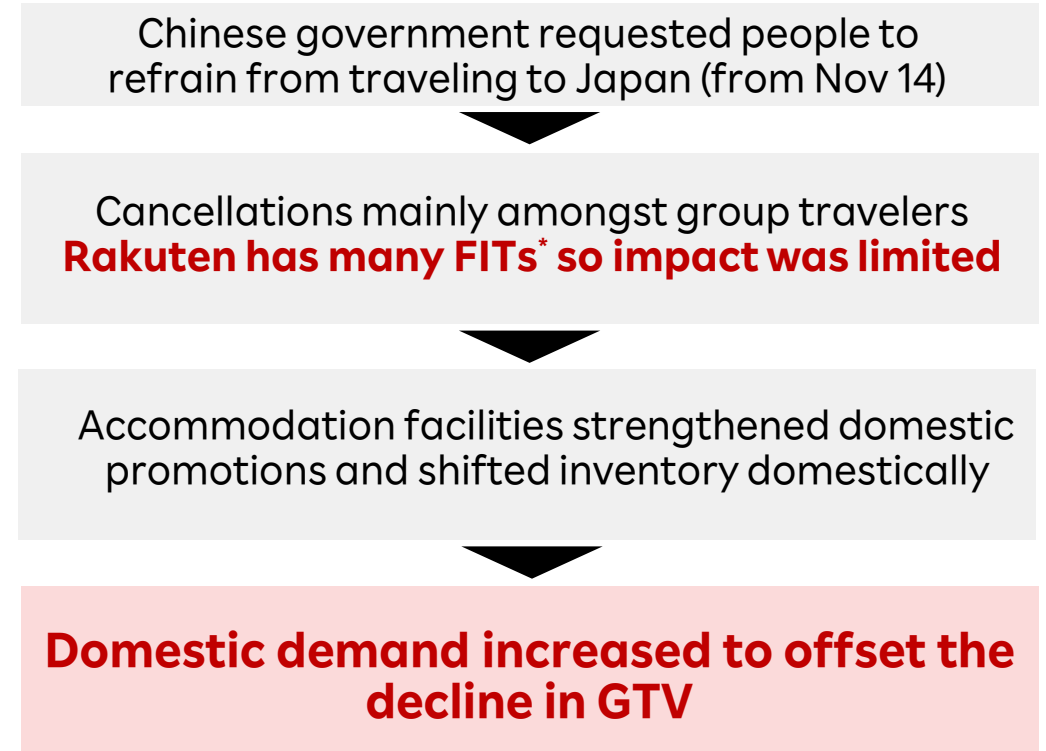 Chinese government requested people to
refrain from traveling to Japan (from Nov 14)
Cancellations mainly amongst group travelers
Rakuten has many FITs* so impact was limited
Accommodation facilities strengthened domestic
promotions and shifted inventory domestically
Domestic demand increased to offset the
decline in GTV